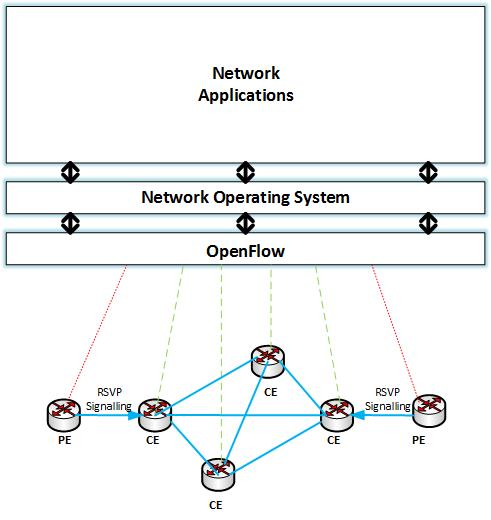 Network
Applications
Network Operating System
OpenFlow
CE
RSVP
Signalling
RSVP
Signalling
PE
CE
CE
PE
CE